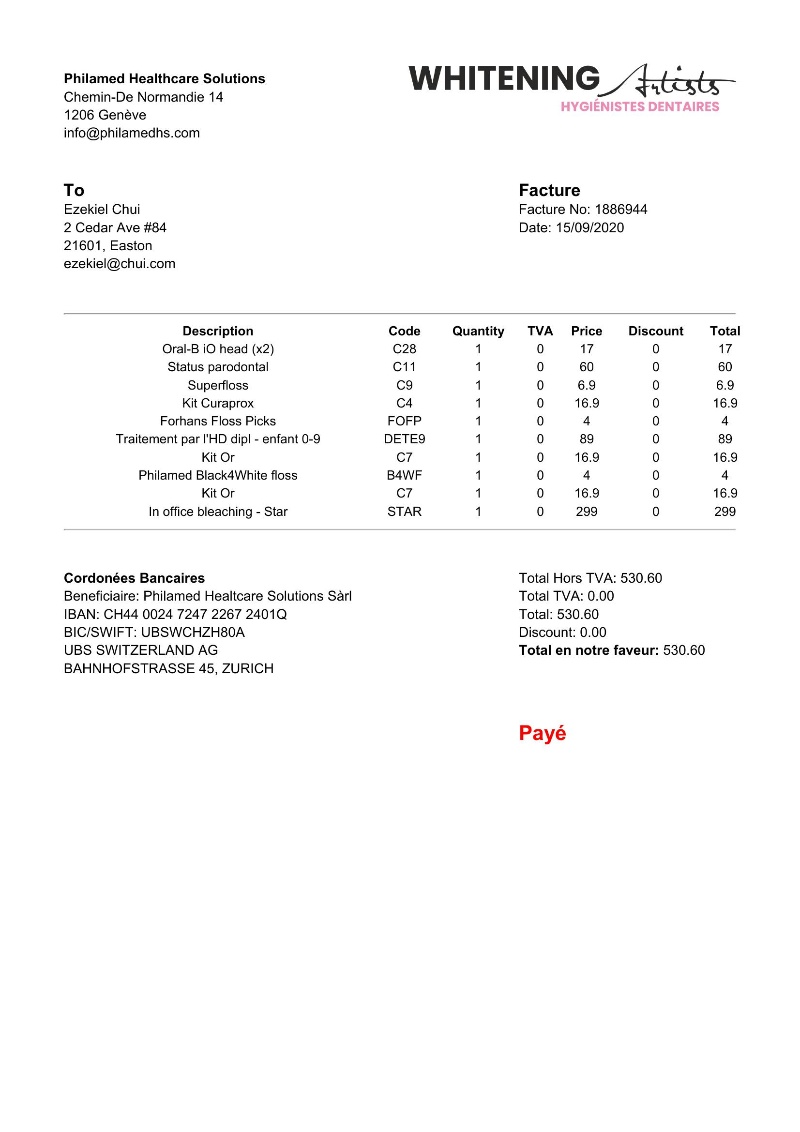 Philamed Healthcare Solutions
Chemin-De Normandie 14
1206 Genève
info@philamedhs.com
WHITENING Artists
HYGIÉNISTES DENTAIRES
To
Ezekiel Chui
2 Cedar Ave #84
21601, Easton
ezekiel@chui.com
Facture
Facture No: 1886944
Date: 15/09/2020
Description Code Quantity TVA Price Discount Total
Oral-B iO head (x2) C28 1 0 17 0 17
Status parodontal C11 1 0 60 0 60
Superfloss C9 1 0 6.9 0 6.9
Kit Curaprox C4 1 0 16.9 0 16.9
Forhans Floss Picks FOFP 1 0 4 0 4
Traitement par l'HD dipl - enfant 0-9 DETE9 1 0 89 0 89
Kit Or C7 1 0 16.9 0 16.9
Philamed Black4White floss B4WF 1 0 4 0 4
Kit Or C7 1 0 16.9 0 16.9
In office bleaching - Star STAR 1 0 299 0 299
Cordonées Bancaires
Beneficiaire: Philamed Healtcare Solutions Sàrl
IBAN: CH44 0024 7247 2267 2401Q
BIC/SWIFT: UBSWCHZH80A
UBS SWITZERLAND AG
BAHNHOFSTRASSE 45, ZURICH
Total Hors TVA: 530.60
Total TVA: 0.00
Total: 530.60
Discount: 0.00
Total en notre faveur: 530.60
Payé